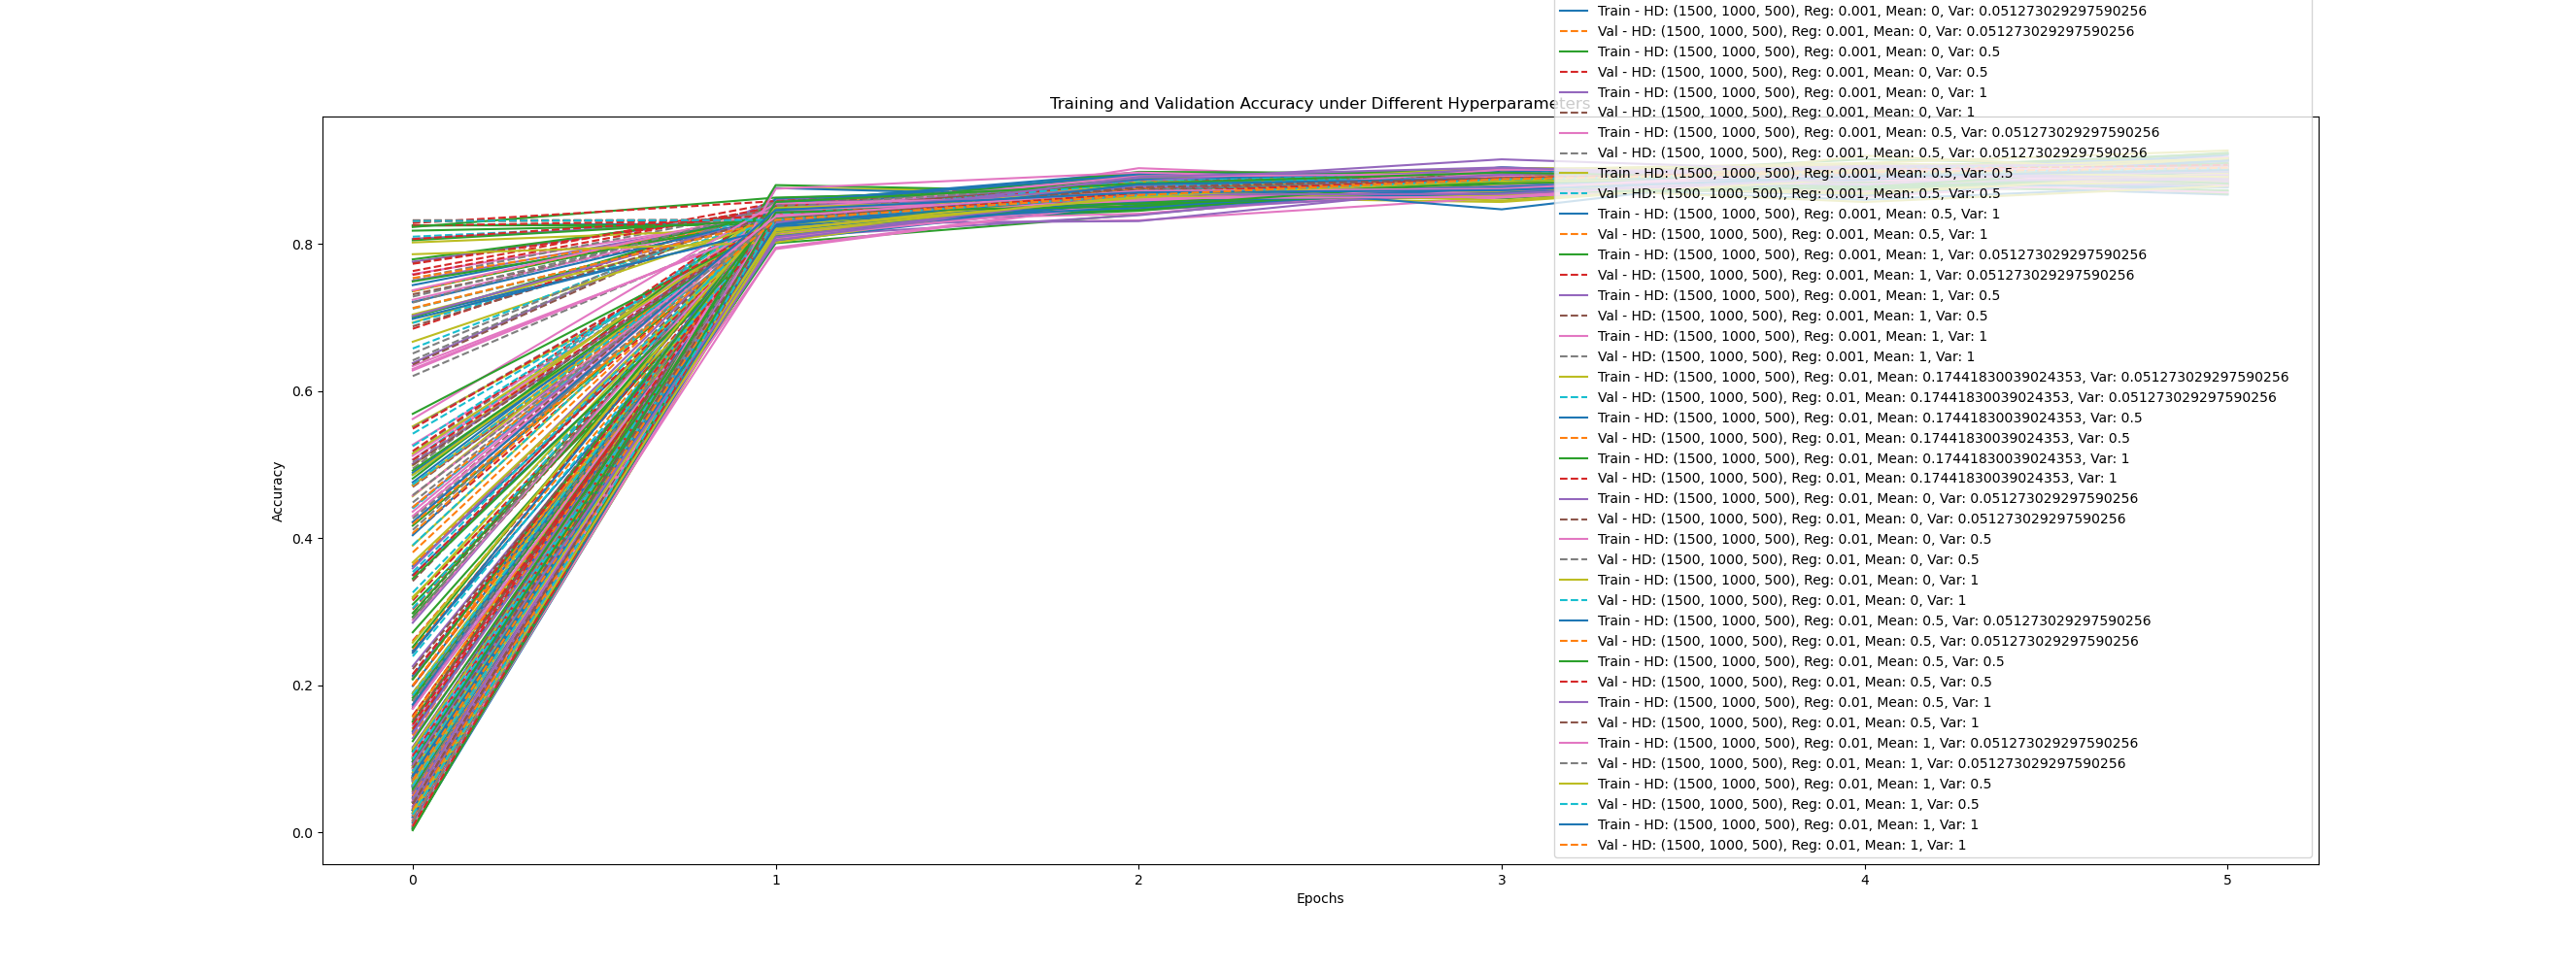 Train - HD: (1500, 1000, 500), Reg: 0.001, Mean: 0, Var: 0.051273029297590256
Val - HD: (1500, 1000, 500), Reg: 0.001, Mean: 0, Var: 0.051273029297590256
Train - HD: (1500, 1000, 500), Reg: 0.001, Mean: 0, Var: 0.5
Val - HD: (1500, 1000, 500), Reg: 0.001, Mean: 0, Var: 0.5
Train - HD: (1500, 1000, 500), Reg: 0.001, Mean: 0, Var: 1
Training and Validation Accuracy under Different Hyperparameters
Val - HD: (1500, 1000, 500), Reg: 0.001, Mean: 0, Var: 1
Train - HD: (1500, 1000, 500), Reg: 0.001, Mean: 0.5, Var: 0.051273029297590256
Val - HD: (1500, 1000, 500), Reg: 0.001, Mean: 0.5, Var: 0.051273029297590256
Train - HD: (1500, 1000, 500), Reg: 0.001, Mean: 0.5, Var: 0.5
Val - HD: (1500, 1000, 500), Reg: 0.001, Mean: 0.5, Var: 0.5
Train - HD: (1500, 1000, 500), Reg: 0.001, Mean: 0.5, Var: 1
Val - HD: (1500, 1000, 500), Reg: 0.001, Mean: 0.5, Var: 1
Train - HD: (1500, 1000, 500), Reg: 0.001, Mean: 1, Var: 0.051273029297590256
Val - HD: (1500, 1000, 500), Reg: 0.001, Mean: 1, Var: 0.051273029297590256
Train - HD: (1500, 1000, 500), Reg: 0.001, Mean: 1, Var: 0.5
Val - HD: (1500, 1000, 500), Reg: 0.001, Mean: 1, Var: 0.5
Train - HD: (1500, 1000, 500), Reg: 0.001, Mean: 1, Var: 1
Val - HD: (1500, 1000, 500), Reg: 0.001, Mean: 1, Var: 1
Train - HD: (1500, 1000, 500), Reg: 0.01, Mean: 0.17441830039024353, Var: 0.051273029297590256
Val - HD: (1500, 1000, 500), Reg: 0.01, Mean: 0.17441830039024353, Var: 0.051273029297590256
Train - HD: (1500, 1000, 500), Reg: 0.01, Mean: 0.17441830039024353, Var: 0.5
Val - HD: (1500, 1000, 500), Reg: 0.01, Mean: 0.17441830039024353, Var: 0.5
Train - HD: (1500, 1000, 500), Reg: 0.01, Mean: 0.17441830039024353, Var: 1
Val - HD: (1500, 1000, 500), Reg: 0.01, Mean: 0.17441830039024353, Var: 1
Train - HD: (1500, 1000, 500), Reg: 0.01, Mean: 0, Var: 0.051273029297590256
Val - HD: (1500, 1000, 500), Reg: 0.01, Mean: 0, Var: 0.051273029297590256
Train - HD: (1500, 1000, 500), Reg: 0.01, Mean: 0, Var: 0.5
Val - HD: (1500, 1000, 500), Reg: 0.01, Mean: 0, Var: 0.5
Train - HD: (1500, 1000, 500), Reg: 0.01, Mean: 0, Var: 1
Val - HD: (1500, 1000, 500), Reg: 0.01, Mean: 0, Var: 1
Train - HD: (1500, 1000, 500), Reg: 0.01, Mean: 0.5, Var: 0.051273029297590256
Val - HD: (1500, 1000, 500), Reg: 0.01, Mean: 0.5, Var: 0.051273029297590256
Train - HD: (1500, 1000, 500), Reg: 0.01, Mean: 0.5, Var: 0.5
Val - HD: (1500, 1000, 500), Reg: 0.01, Mean: 0.5, Var: 0.5
Train - HD: (1500, 1000, 500), Reg: 0.01, Mean: 0.5, Var: 1
Val - HD: (1500, 1000, 500), Reg: 0.01, Mean: 0.5, Var: 1
Train - HD: (1500, 1000, 500), Reg: 0.01, Mean: 1, Var: 0.051273029297590256
Val - HD: (1500, 1000, 500), Reg: 0.01, Mean: 1, Var: 0.051273029297590256
Train - HD: (1500, 1000, 500), Reg: 0.01, Mean: 1, Var: 0.5
Val - HD: (1500, 1000, 500), Reg: 0.01, Mean: 1, Var: 0.5
Train - HD: (1500, 1000, 500), Reg: 0.01, Mean: 1, Var: 1
Val - HD: (1500, 1000, 500), Reg: 0.01, Mean: 1, Var: 1
0.8
0.6
0.4
0.2
0.0
Accuracy
0 1 2 3 4 5
Epochs